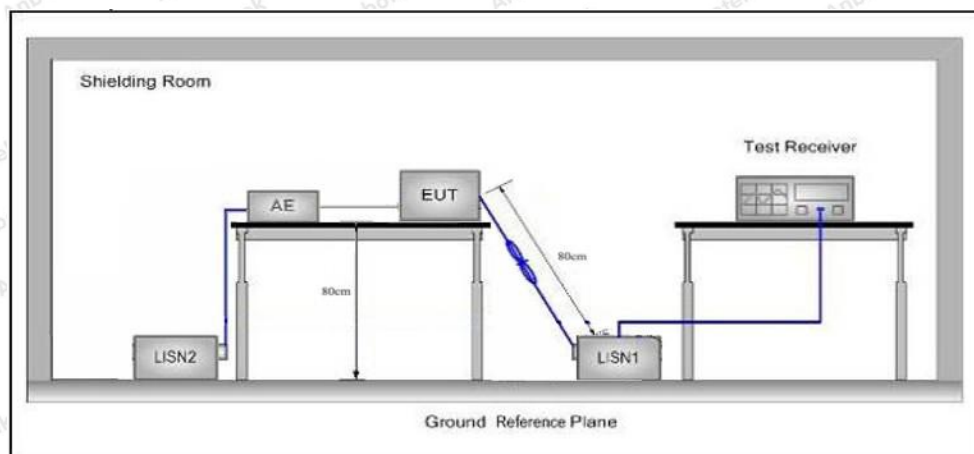 Shielding Room
Test Receiver
EUT
AE
80cm
80cm
LISN2
LISN1
Ground Reference Plane